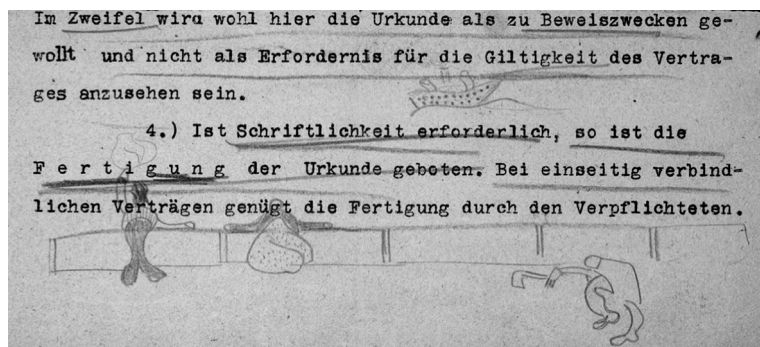 Im Zweifel wird wohl hier die Urkunde als zu Beweiszwecken ge-
wollt und nicht als Erfordernis für die Giltigkeit des Vertra-
ges anzusehen sein.
4.) Ist Schriftlichkeit erforderlich, so ist die
Fertigung der Urkunde geboten. Bei einseitig verbind-
lichen Verträgen genügt die Fertigung durch den Verpflichteten.